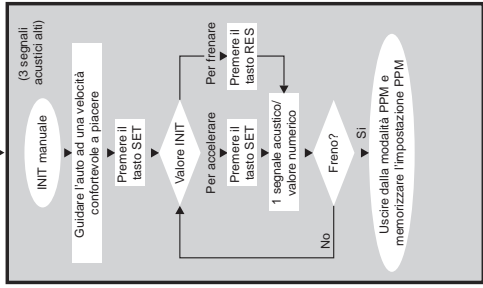 (3 segnali
acustici alti)
INIT manuale
Guidare l'auto ad una velocità
confortevole a piacere
Premere il
tasto SET
Valore INIT
Per accelerare
Per frenare
Premere il
tasto SET
Premere il
tasto RES
1 segnale acustico/
valore numerico
Freno?
No
Si
Uscire dalla modalità PPM e
memorizzare l'impostazione PPM